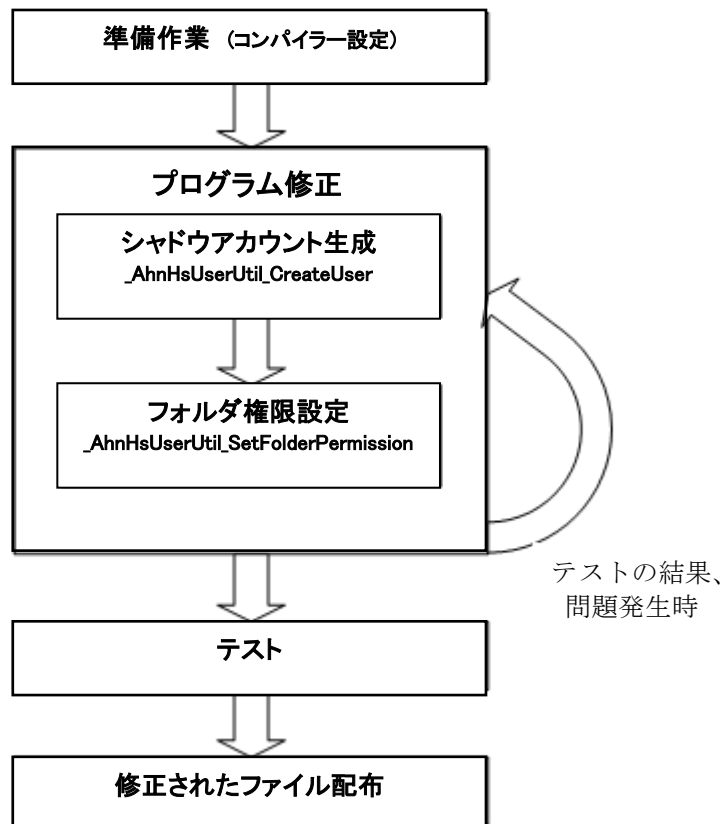 準備作業 (コンパイラー設定)
プログラム修正
シャドウアカウント生成
_AhnHsUserUtil_CreateUser
フォルダ権限設定
_AhnHsUserUtil_SetFolderPermission
テストの結果、
問題発生時
テスト
修正されたファイル配布